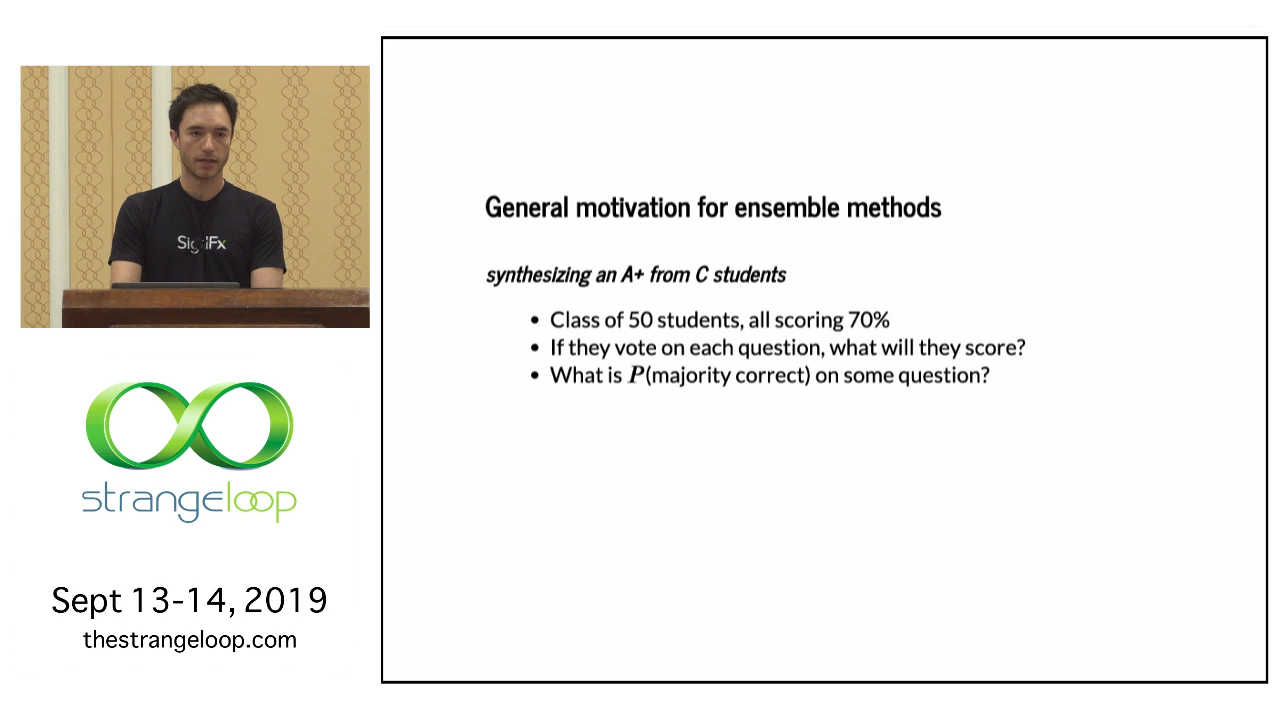 SignalFx
strangeloop
Sept 13-14, 2019
thestrangeloop.com
General motivation for ensemble methods
synthesizing an A+ from C students
• Class of 50 students, all scoring 70%
• If they vote on each question, what will they score?
• What is P(majority correct) on some question?